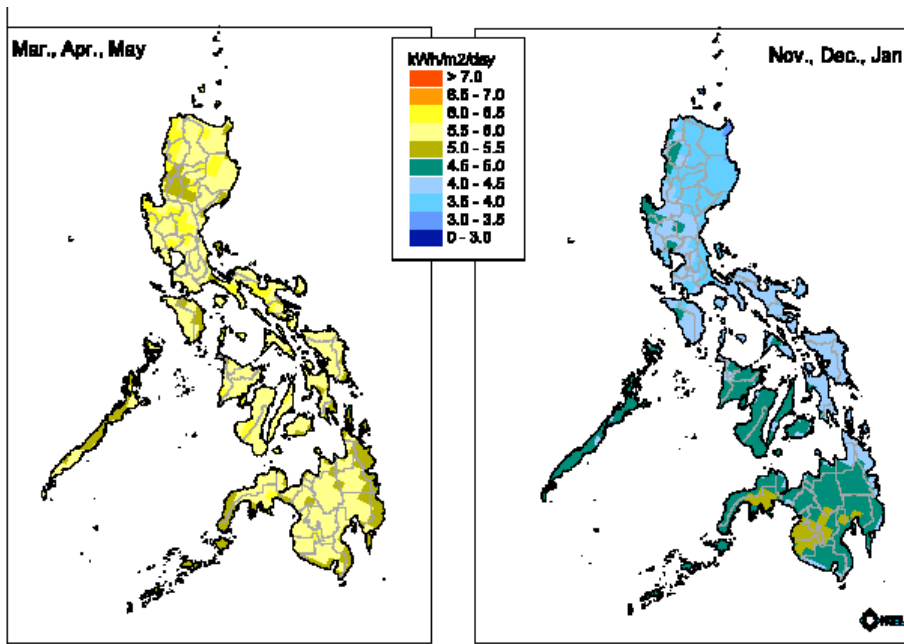 Mar., Apr., May
kWh/m2/day
> 7.0
6.5 - 7.0
6.0 - 6.5
5.5 - 6.0
5.0 - 5.5
4.5 - 5.0
4.0 - 4.5
3.5 - 4.0
3.0 - 3.5
0 - 3.0
Nov., Dec., Jan